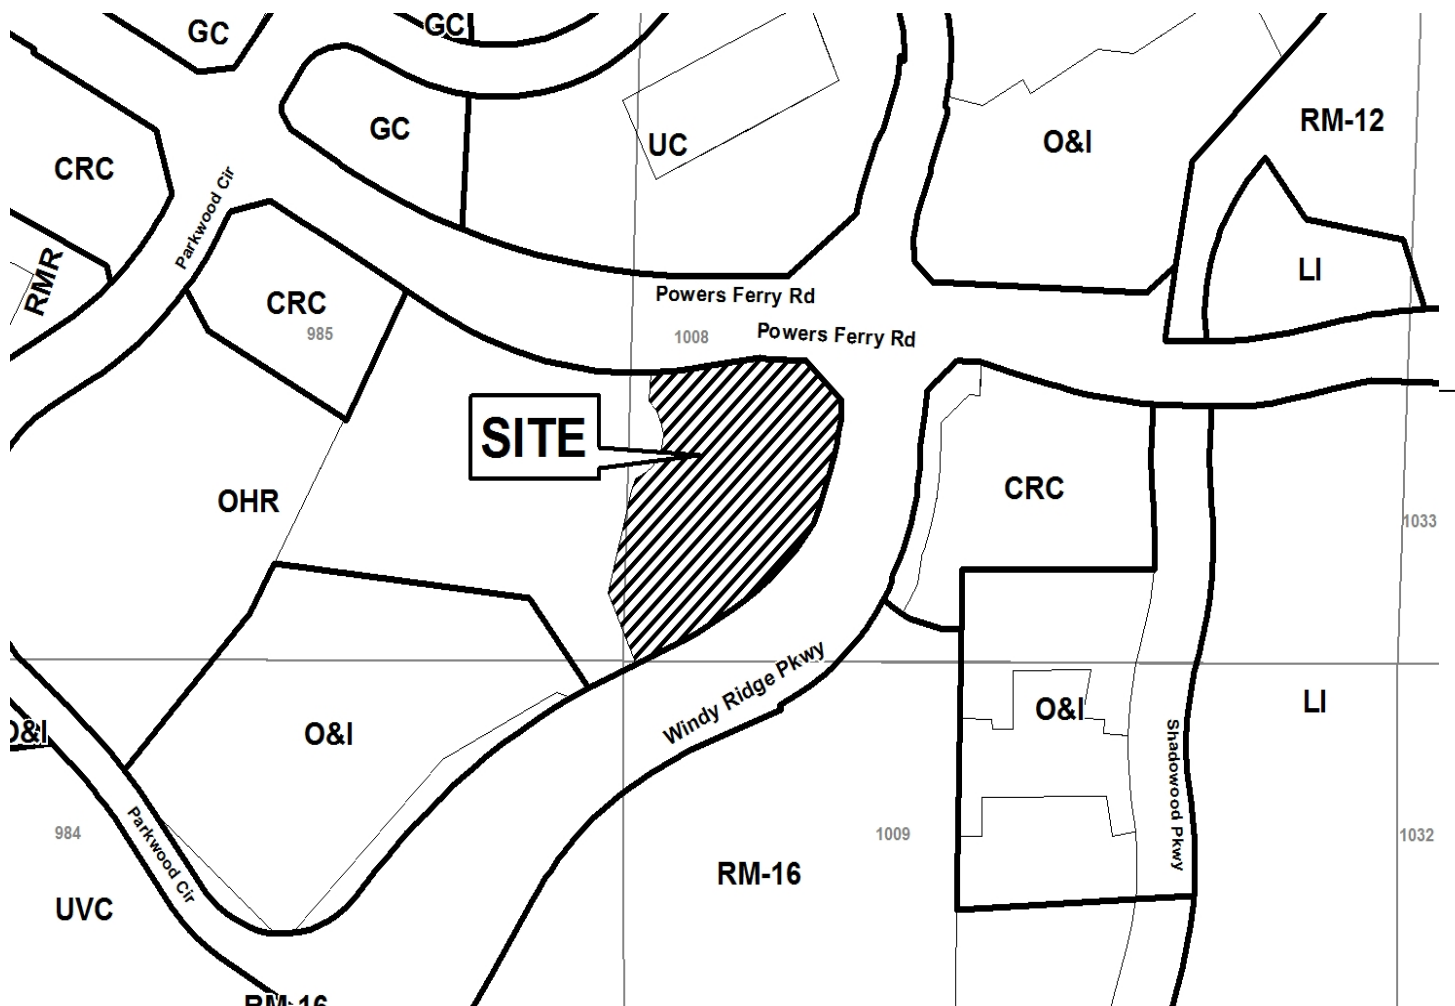 GC
GC
GC
UC
O&I
RM-12
CRC
Parkwood Cir
RMR
CRC
985
LI
Powers Ferry Rd
1008
Powers Ferry Rd
SITE
OHR
CRC
1033
Windy Ridge Pkwy
O&I
O&I
O&I
LI
Shadowood Pkwy
984
Parkwood Cir
1009
1032
RM-16
UVC
RM-16